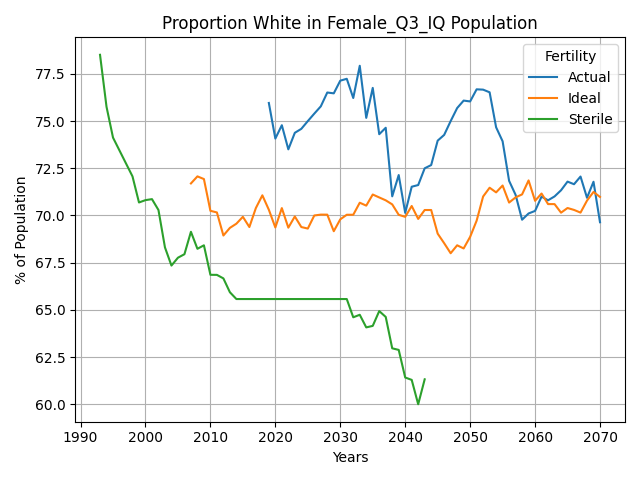 Proportion White in Female_Q3_IQ Population
Fertility
Actual
Ideal
Sterile
% of Population
77.5
75.0
72.5
70.0
67.5
65.0
62.5
60.0
1990 2000 2010 2020 2030 2040 2050 2060 2070
Years